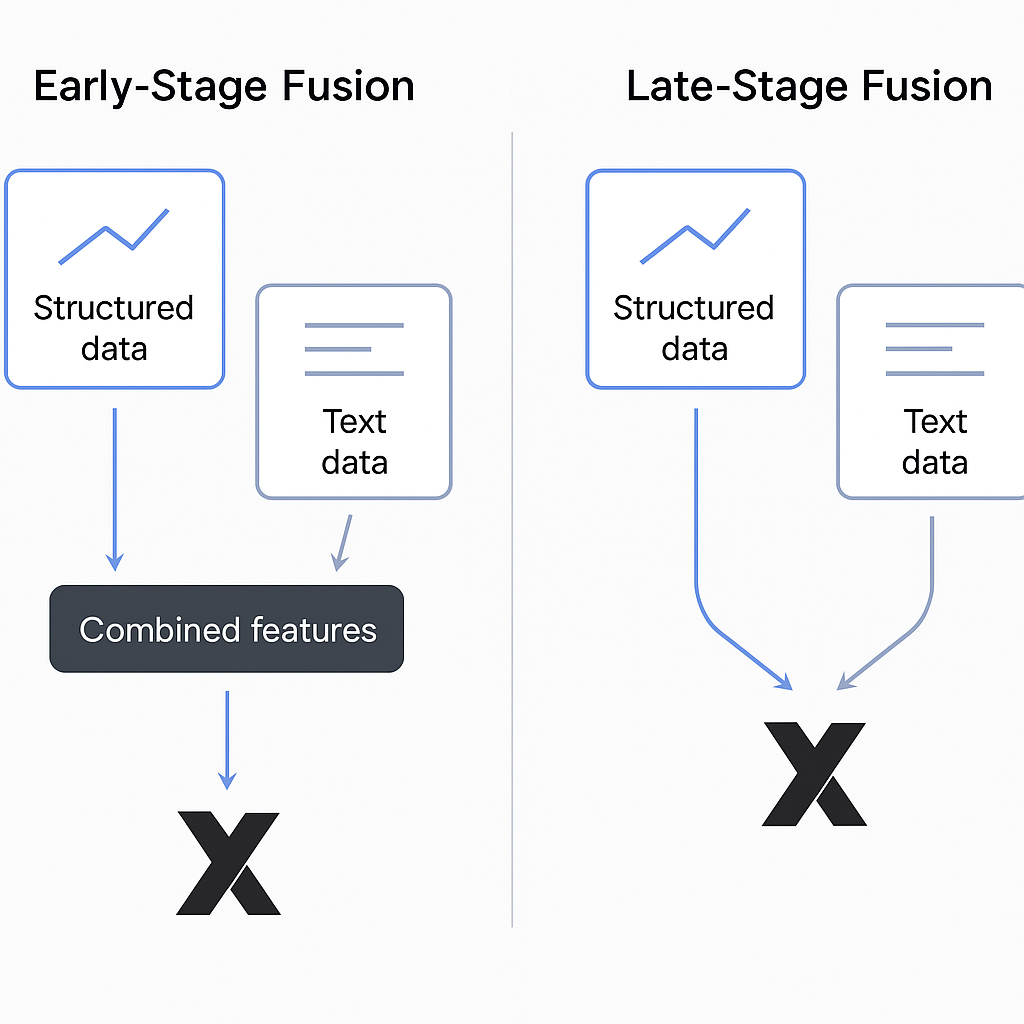 Early-Stage Fusion
Structured
data
Text
data
Combined features
X
Late-Stage Fusion
Structured
data
Text
data
X